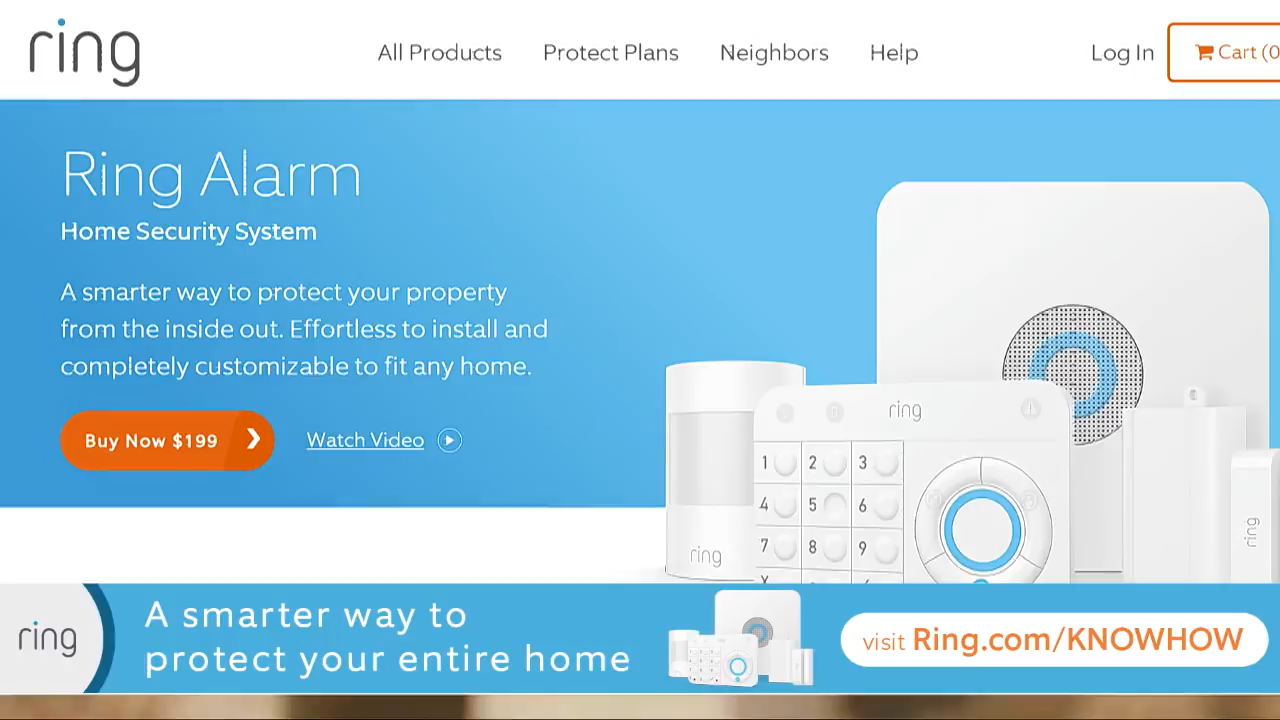 ring
All Products
Protect Plans
Neighbors
Help
Log In
Cart (0
Ring Alarm
Home Security System
A smarter way to protect your property
from the inside out. Effortless to install and
completely customizable to fit any home.
Buy Now $199
Watch Video
ring
1 2 3
4 5 6
7 8 9
ring
ring
ring
A smarter way to
protect your entire home
visit Ring.com/KNOWHOW